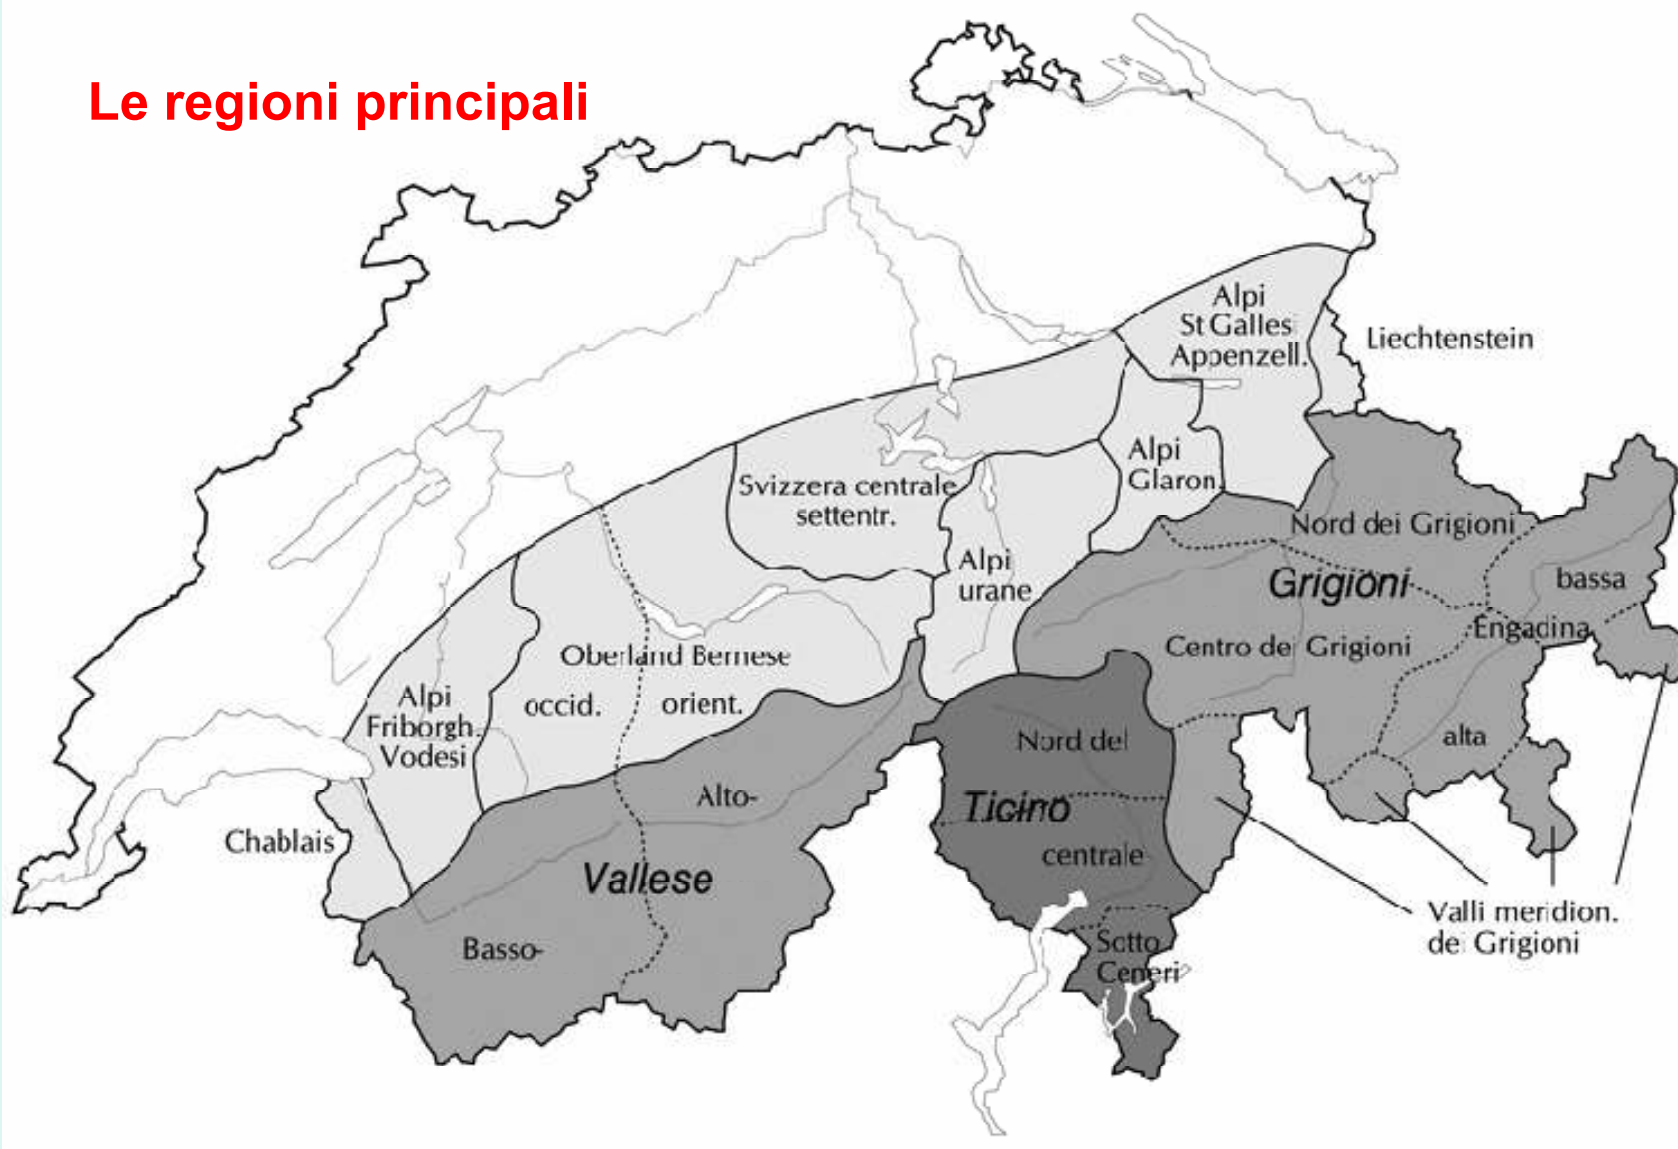 Le regioni principali
Alpi
St Galles
Appenzell.
Liechtenstein
Alpi
Glaron.
Svizzera centrale
settentr.
Nord dei Grigioni
Alpi
urane
Grigioni
bassa
Engadina
Centro dei Grigioni
Oberland Bernese
occid.
orient.
Alpi
Friborgh.
Vodesi
alta
Nord del
Alto-
Ticino
Chablais
centrale
Vallese
Valli meridion.
dei Grigioni
Basso-
Sotto
Ceneri